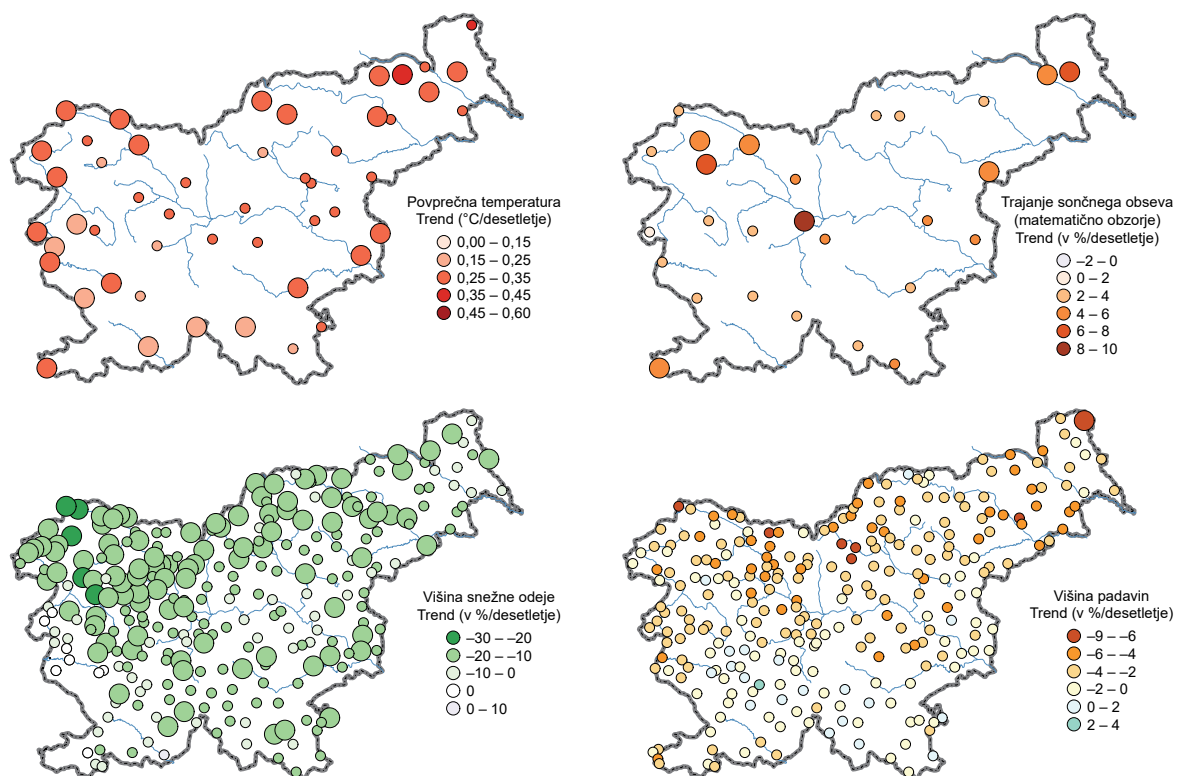 Povprečna temperatura
Trend (°C/desetletje)
0,00 – 0,15
0,15 – 0,25
0,25 – 0,35
0,35 – 0,45
0,45 – 0,60
Trajanje sončnega obseva
(matematično obzorje)
Trend (v %/desetletje)
–2 – 0
0 – 2
2 – 4
4 – 6
6 – 8
8 – 10
Višina snežne odeje
Trend (v %/desetletje)
–30 – –20
–20 – –10
–10 – 0
0
0 – 10
Višina padavin
Trend (v %/desetletje)
–9 – –6
–6 – –4
–4 – –2
–2 – 0
0 – 2
2 – 4